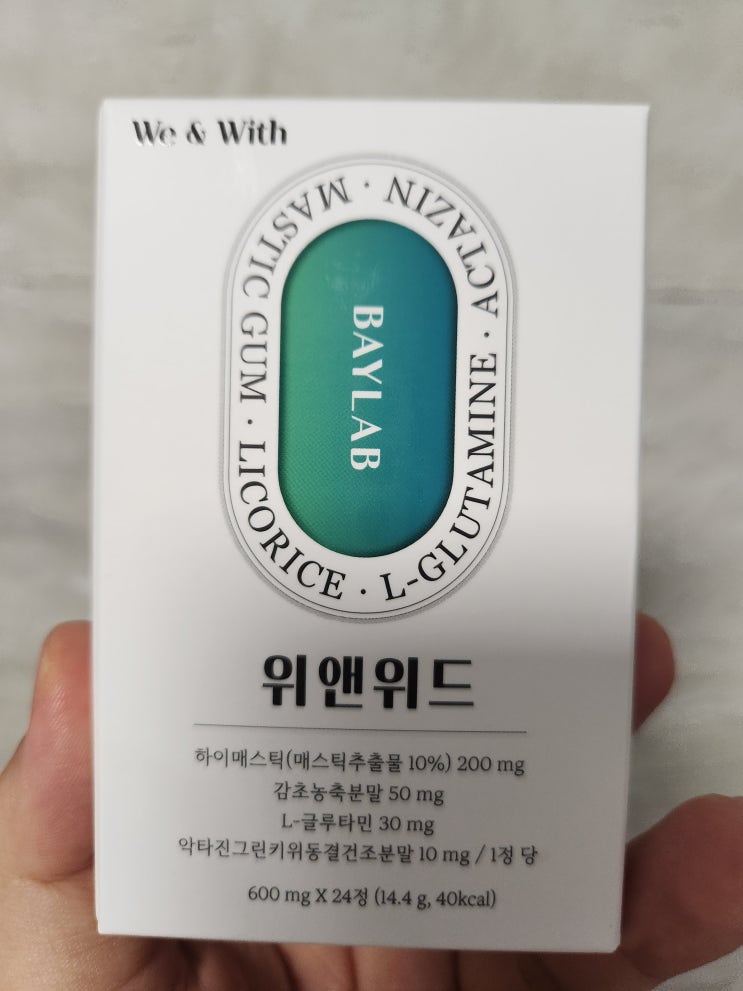 We & With
MASTIC GUM · LICORICE · L-GLUTAMINE · ACTAZIN ·
BAYLAB
위앤위드
하이매스틱(매스틱추출물 10%) 200 mg
감초농축분말 50 mg
L-글루타민 30 mg
악타진그린키위동결건조분말 10 mg / 1정 당
600 mg X 24정 (14.4 g, 40kcal)